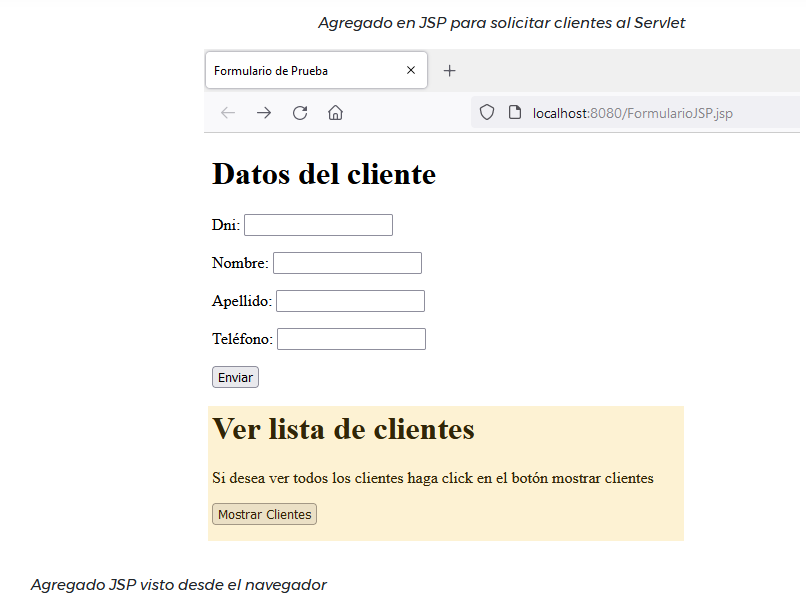 Agregado en JSP para solicitar clientes al Servlet
Formulario de Prueba
localhost:8080/FormularioJSP.jsp
Datos del cliente
Dni:
Nombre:
Apellido:
Teléfono:
Enviar
Ver lista de clientes
Si desea ver todos los clientes haga click en el botón mostrar clientes
Mostrar Clientes
Agregado JSP visto desde el navegador